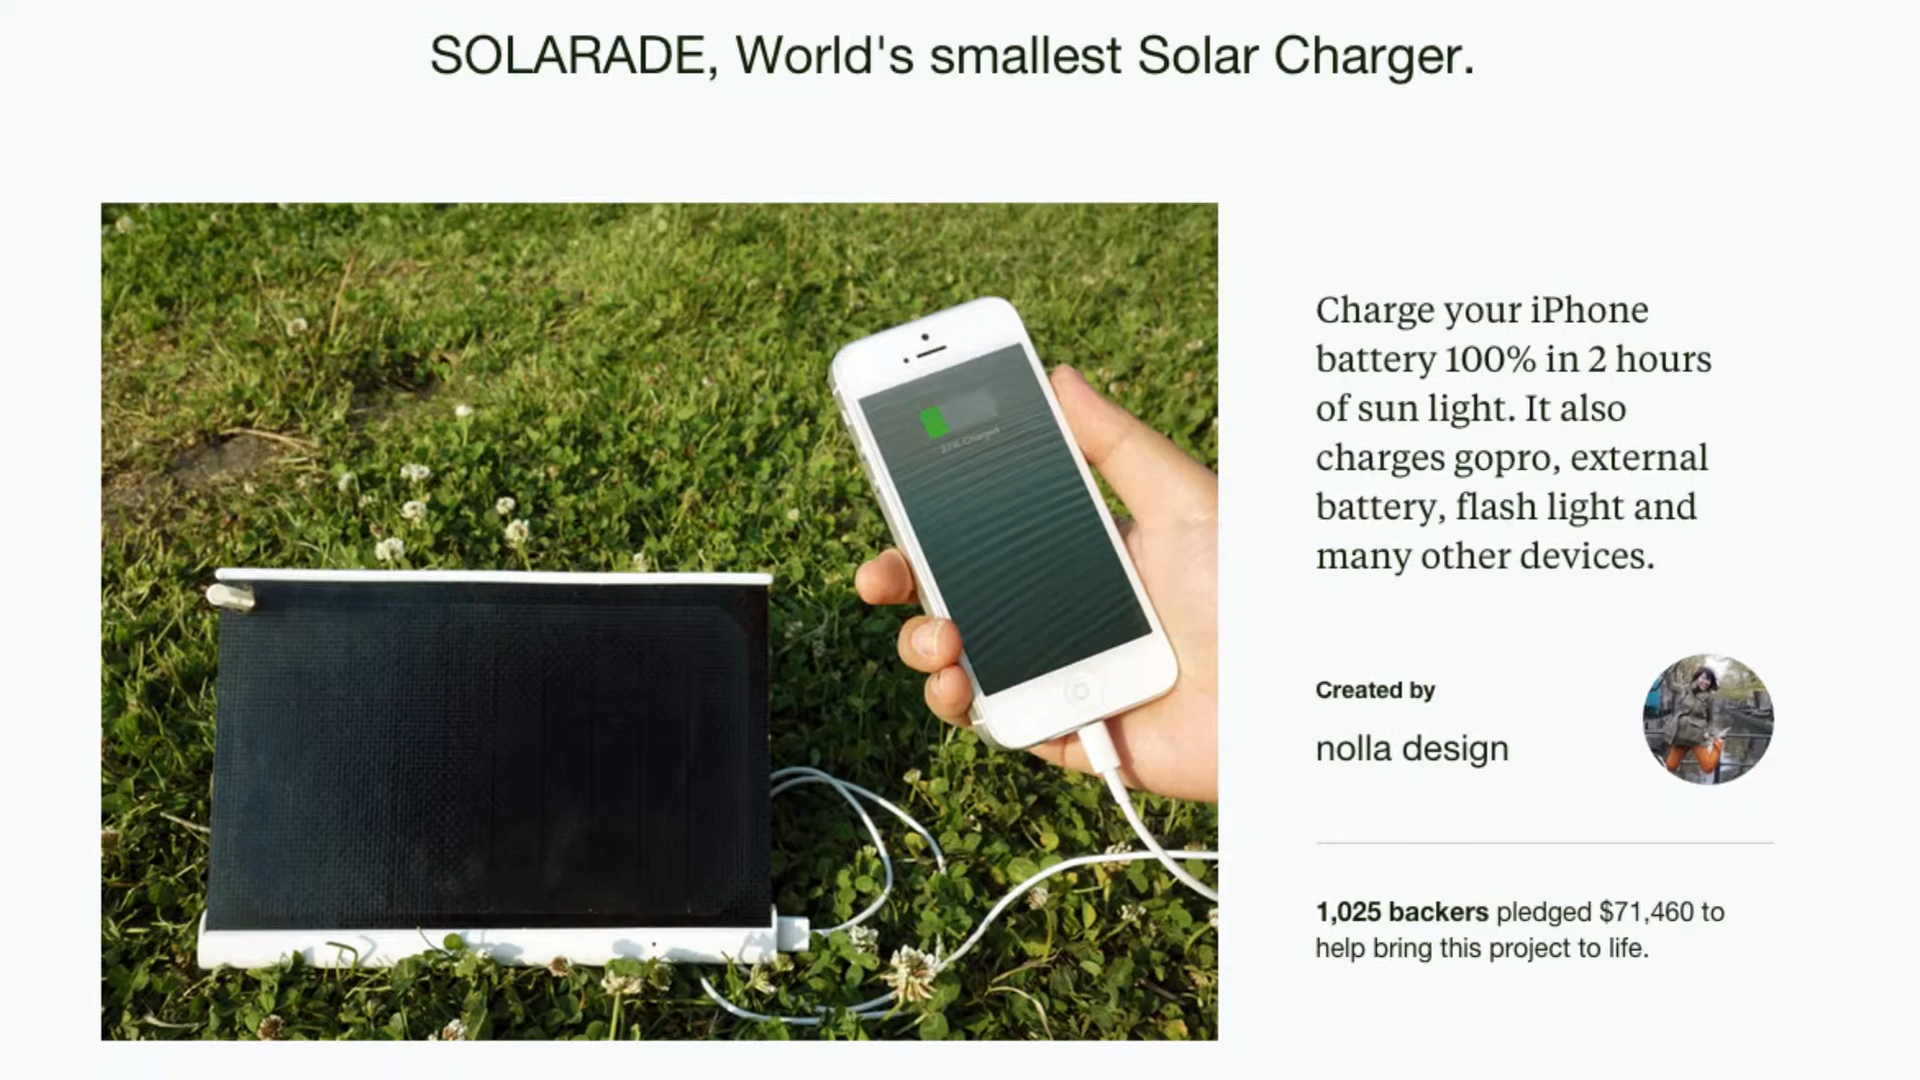 SOLARADE, World's smallest Solar Charger.
Charge your iPhone
battery 100% in 2 hours
of sun light. It also
charges gopro, external
battery, flash light and
many other devices.
Created by
nolla design
1,025 backers pledged $71,460 to
help bring this project to life.